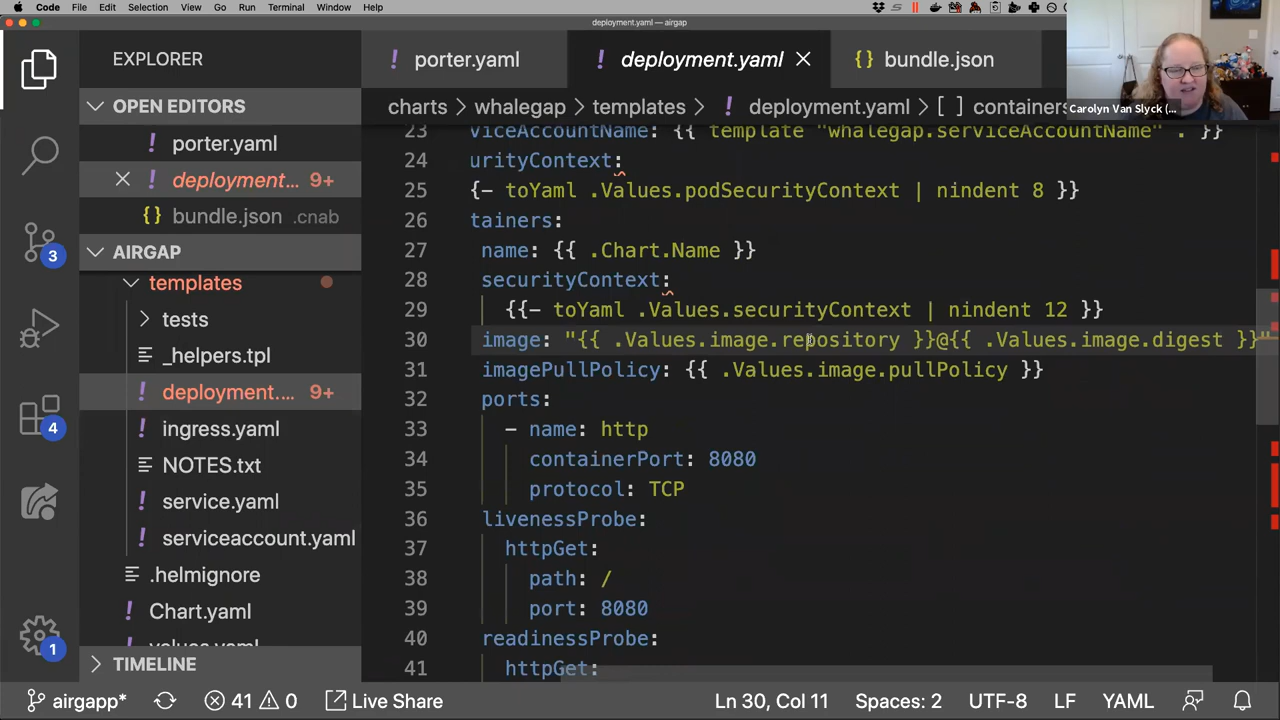 Code File Edit Selection View Go Run Terminal Window Help
deployment.yaml — airgap
EXPLORER
porter.yaml
deployment.yaml
bundle.json
Carolyn Van Slyck (...
OPEN EDITORS
porter.yaml
deployment... 9+
bundle.json .cnab
AIRGAP
templates
tests
_helpers.tpl
deployment.... 9+
ingress.yaml
NOTES.txt
service.yaml
serviceaccount.yaml
.helmignore
Chart.yaml
values.yaml
TIMELINE
3
4
1
charts > whalegap > templates > deployment.yaml > [ ] containers
23 viceAccountName: {{ template "whalegap.serviceAccountName" . }}
24 urityContext:
25 {- toYaml .Values.podSecurityContext | nindent 8 }}
26 tainers:
27 name: {{ .Chart.Name }}
28 securityContext:
29 {{- toYaml .Values.securityContext | nindent 12 }}
30 image: "{{ .Values.image.repository }}@{{ .Values.image.digest }}"
31 imagePullPolicy: {{ .Values.image.pullPolicy }}
32 ports:
33 - name: http
34 containerPort: 8080
35 protocol: TCP
36 livenessProbe:
37 httpGet:
38 path: /
39 port: 8080
40 readinessProbe:
41 httpGet:
airgapp* 41 0 Live Share Ln 30, Col 11 Spaces: 2 UTF-8 LF YAML